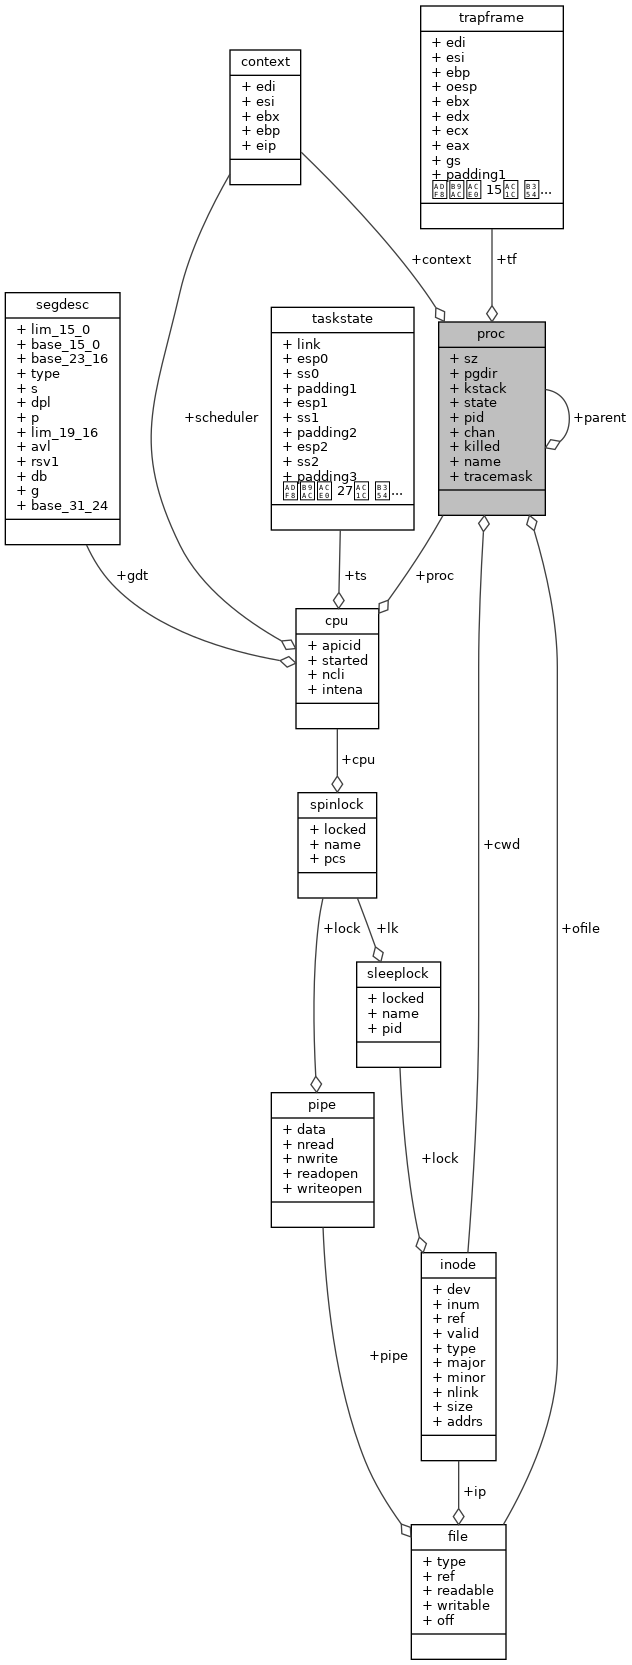 trapframe
+ edi
+ esi
+ ebp
+ oesp
+ ebx
+ edx
+ ecx
+ eax
+ gs
+ padding1
15 ...
context
+ edi
+ esi
+ ebx
+ ebp
+ eip
+context
+tf
segdesc
+ lim_15_0
+ base_15_0
+ base_23_16
+ type
+ s
+ dpl
+ p
+ lim_19_16
+ avl
+ rsv1
+ db
+ g
+ base_31_24
taskstate
+ link
+ esp0
+ ss0
+ padding1
+ esp1
+ ss1
+ padding2
+ esp2
+ ss2
+ padding3
27 ...
proc
+ sz
+ pgdir
+ kstack
+ state
+ pid
+ chan
+ killed
+ name
+ tracemask
+scheduler
+parent
+gdt
+ts
+proc
cpu
+ apicid
+ started
+ ncli
+ intena
+cpu
spinlock
+ locked
+ name
+ pcs
+cwd
+lock
+lk
+ofile
sleeplock
+ locked
+ name
+ pid
pipe
+ data
+ nread
+ nwrite
+ readopen
+ writeopen
+lock
inode
+ dev
+ inum
+ ref
+ valid
+ type
+ major
+ minor
+ nlink
+ size
+ addrs
+pipe
+ip
file
+ type
+ ref
+ readable
+ writable
+ off